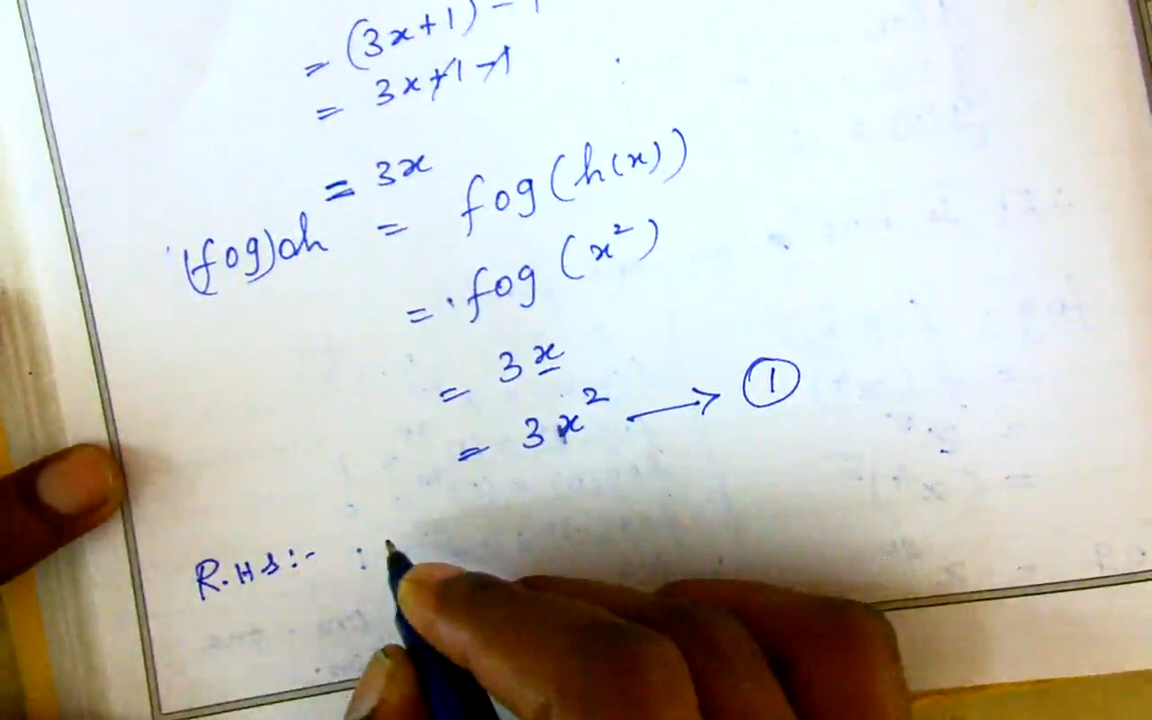 = (3x+1) - 1
= 3x+1-1
= 3x
(fog)oh = fog(h(x))
= fog(x²)
= 3x
= 3x² → ①
R.H.S:- :